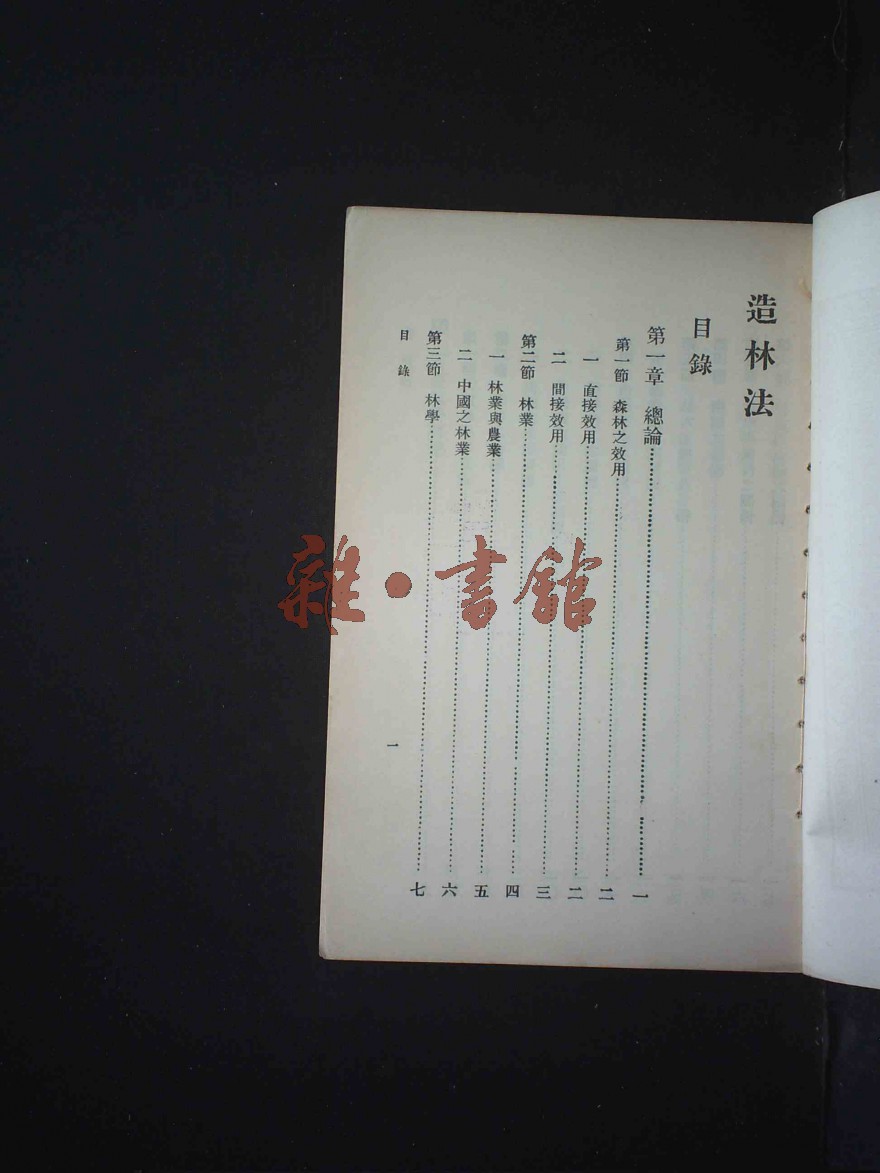 造林法
目錄
第一章 總論……一
第一節 森林之效用……二
一 直接效用……二
二 間接效用……三
第二節 林業……四
一 林業與農業……五
二 中國之林業……六
第三節 林學……七
目錄
一
雜·書館